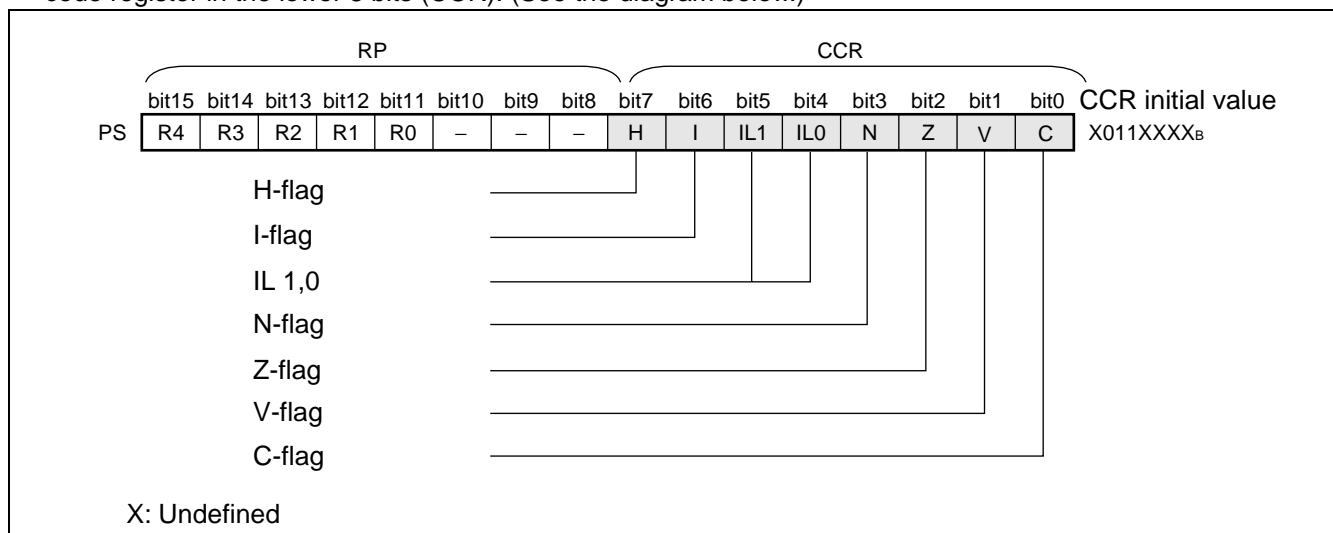 code register in the lower 8 bits (CCR). (See the diagram below.)
RP CCR
bit15 bit14 bit13 bit12 bit11 bit10 bit9 bit8 bit7 bit6 bit5 bit4 bit3 bit2 bit1 bit0 CCR initial value
PS R4 R3 R2 R1 R0 − − − H I IL1 IL0 N Z V C X011XXXXB
H-flag
I-flag
IL 1,0
N-flag
Z-flag
V-flag
C-flag
X: Undefined